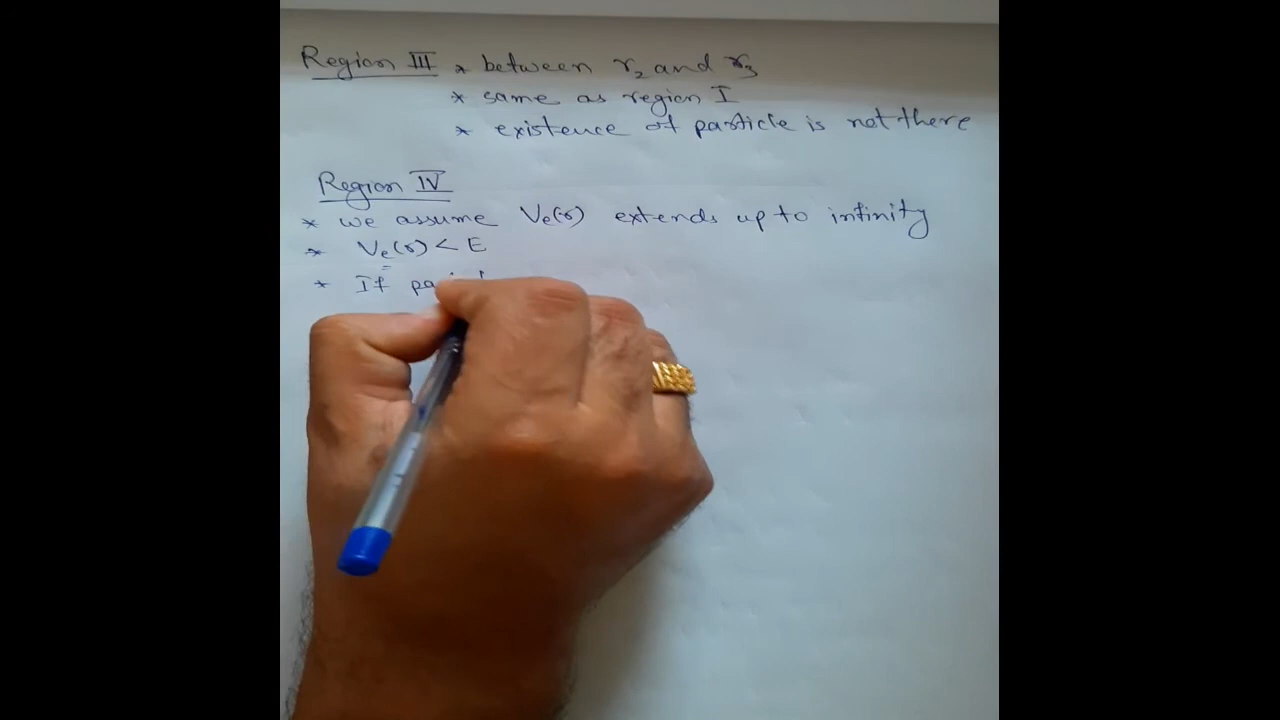 Region III * between r₂ and r₃
* same as region I
* existence of particle is not there
Region IV
* we assume Ve(r) extends up to infinity
* Ve(r) < E
* If